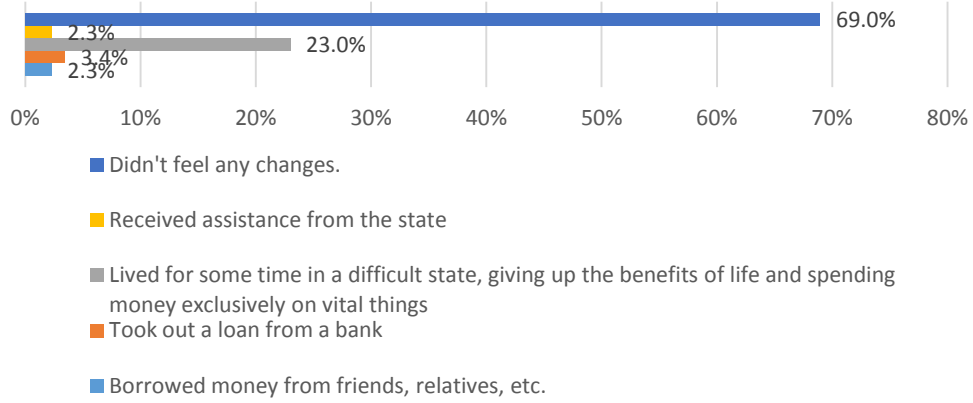 69.0%
2.3%
23.0%
3.4%
2.3%
0% 10% 20% 30% 40% 50% 60% 70% 80%
Didn't feel any changes.
Received assistance from the state
Lived for some time in a difficult state, giving up the benefits of life and spending
money exclusively on vital things
Took out a loan from a bank
Borrowed money from friends, relatives, etc.